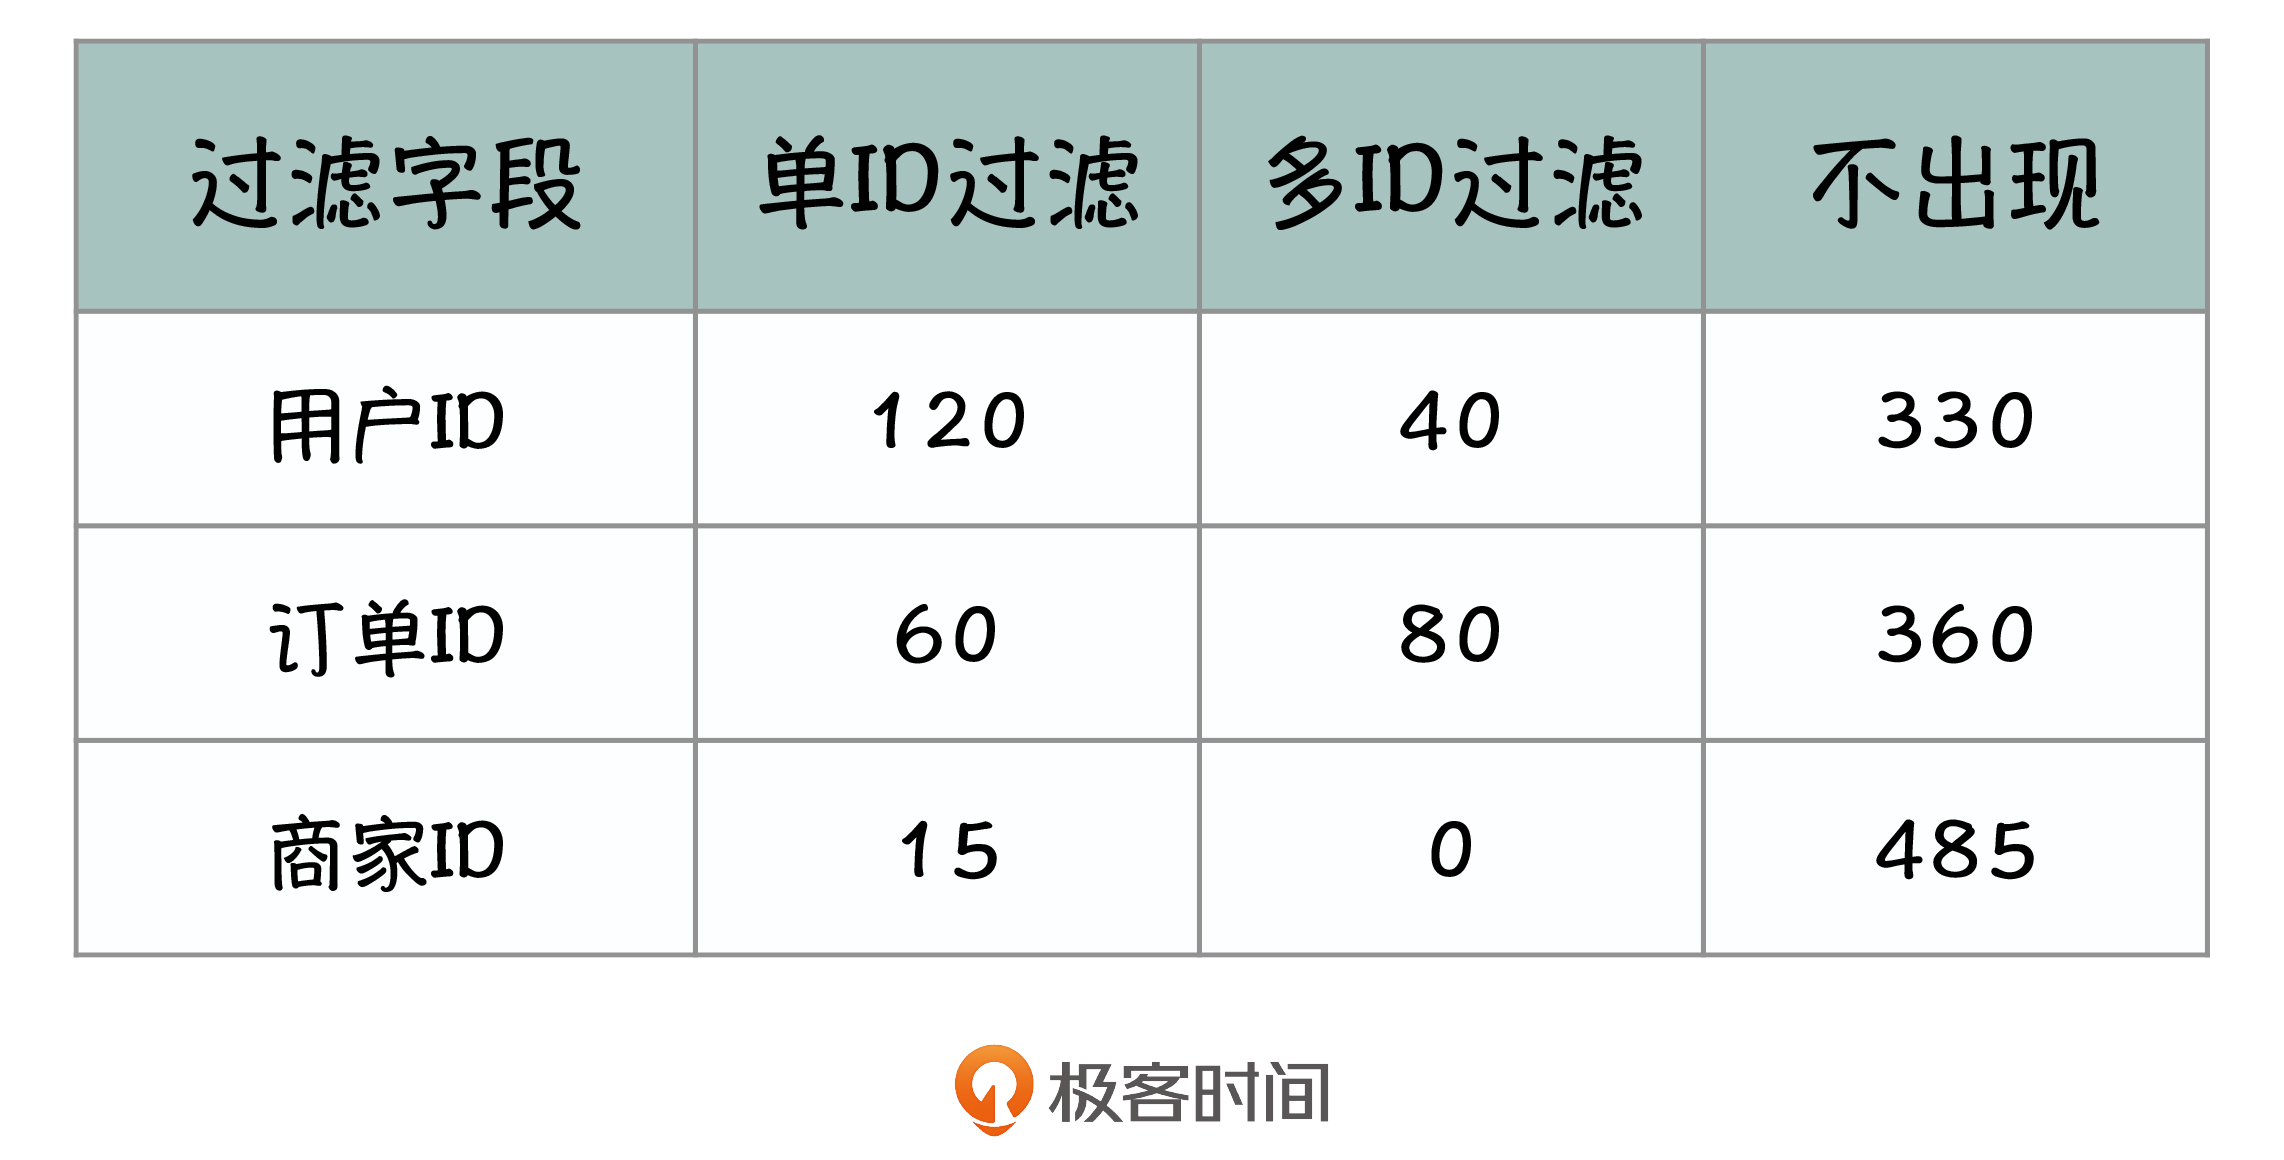 过滤字段 单ID过滤 多ID过滤 不出现
用户ID 120 40 330
订单ID 60 80 360
商家ID 15 0 485
极客时间